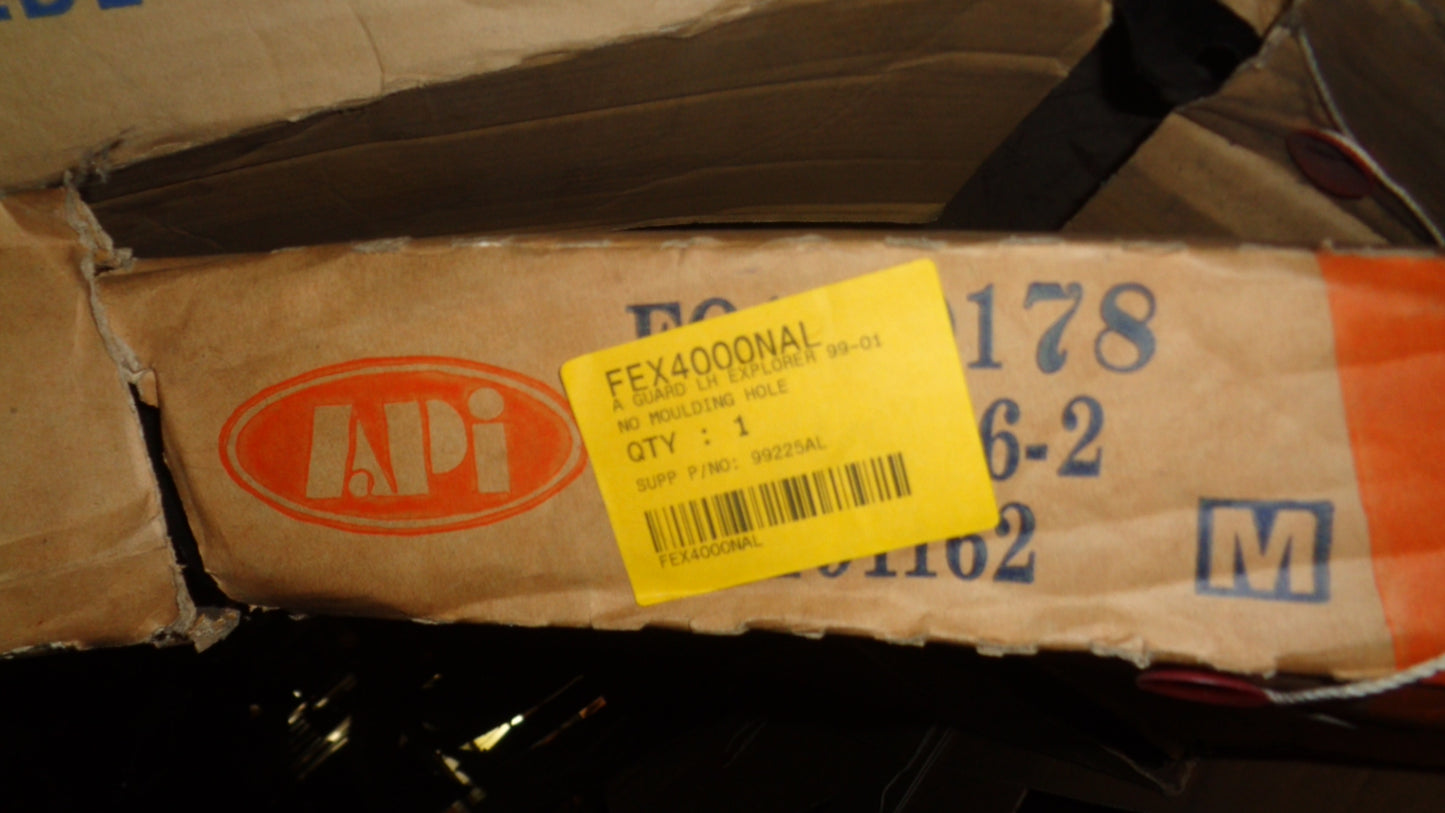 API
178
FEX4000NAL
A GUARD LH EXPLORER 99-01
NO MOULDING HOLE
QTY : 1
SUPP P/NO: 99225AL
FEX4000NAL
6-2
1162
M